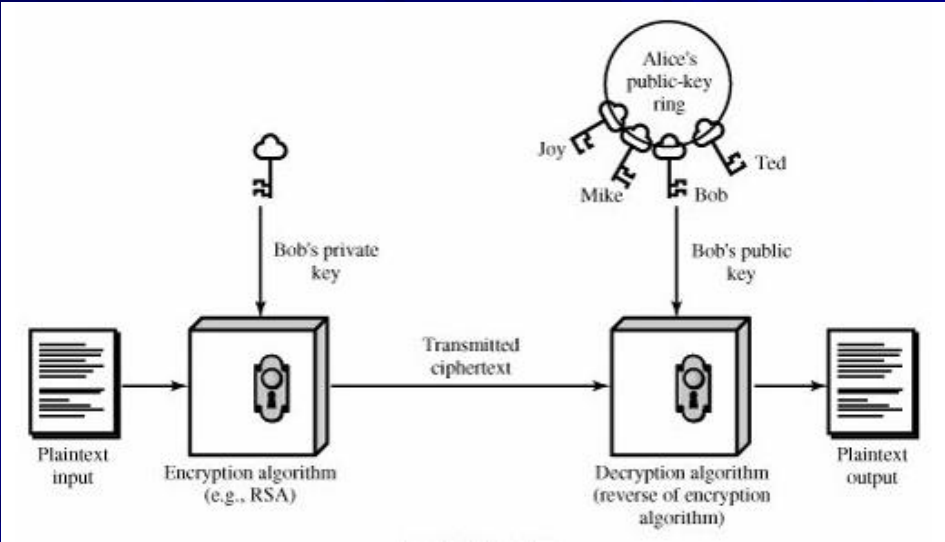 Alice's
public-key
ring
Joy
Mike
Bob
Ted
Bob's private
key
Bob's public
key
Transmitted
ciphertext
Plaintext
input
Encryption algorithm
(e.g., RSA)
Decryption algorithm
(reverse of encryption
algorithm)
Plaintext
output